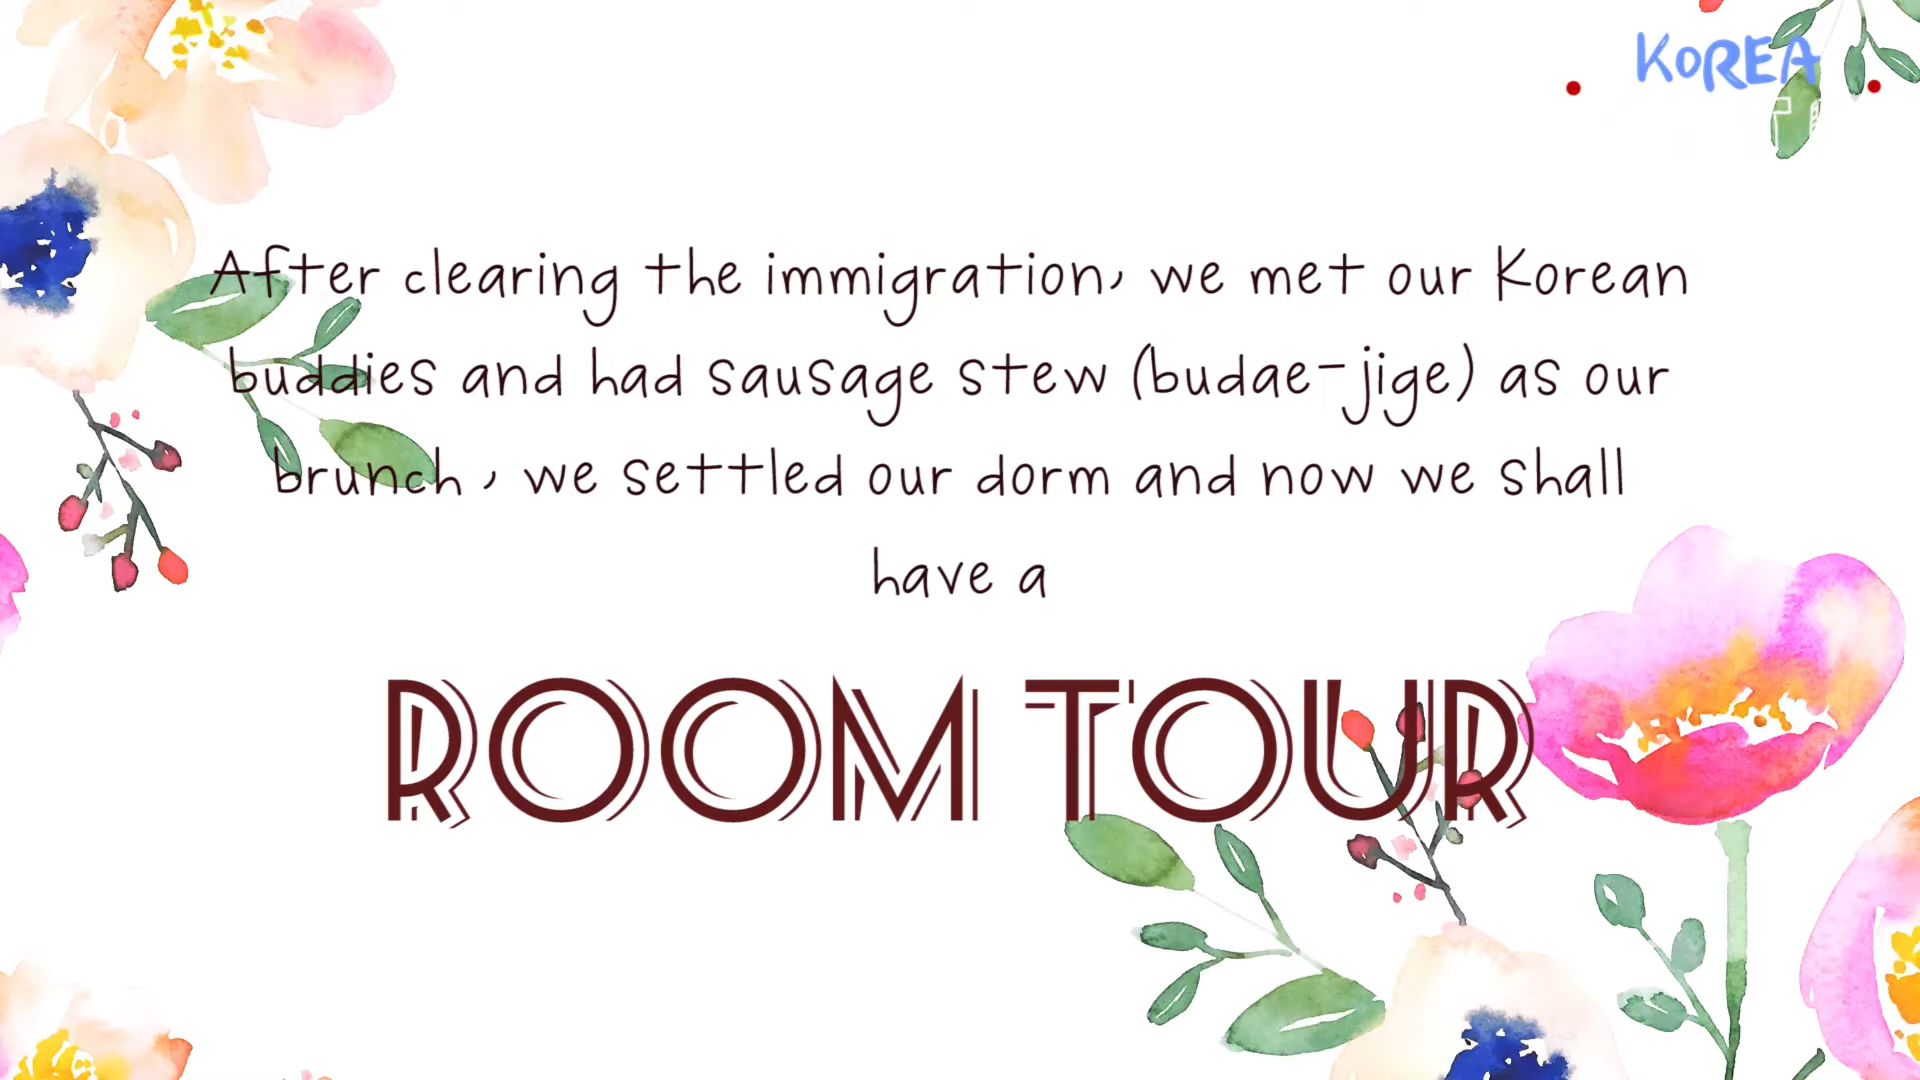 KOREA
After clearing the immigration, we met our Korean
buddies and had sausage stew (budae-jige) as our
brunch , we settled our dorm and now we shall
have a
ROOM TOUR